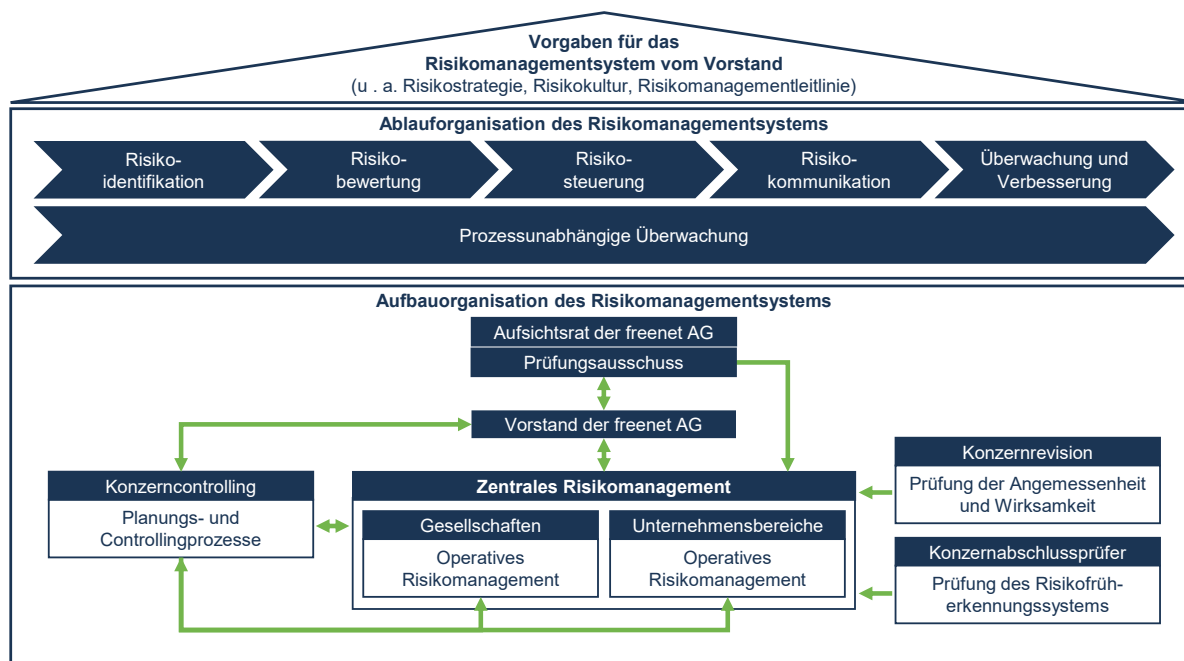 Vorgaben für das
Risikomanagementsystem vom Vorstand
(u . a. Risikostrategie, Risikokultur, Risikomanagementleitlinie)
Ablauforganisation des Risikomanagementsystems
Risiko-
identifikation
Risiko-
bewertung
Risiko-
steuerung
Risiko-
kommunikation
Überwachung und
Verbesserung
Prozessunabhängige Überwachung
Aufbauorganisation des Risikomanagementsystems
Aufsichtsrat der freenet AG
Prüfungsausschuss
Vorstand der freenet AG
Konzerncontrolling
Planungs- und
Controllingprozesse
Zentrales Risikomanagement
Gesellschaften
Operatives
Risikomanagement
Unternehmensbereiche
Operatives
Risikomanagement
Konzernrevision
Prüfung der Angemessenheit
und Wirksamkeit
Konzernabschlussprüfer
Prüfung des Risikofrüh-
erkennungssystems